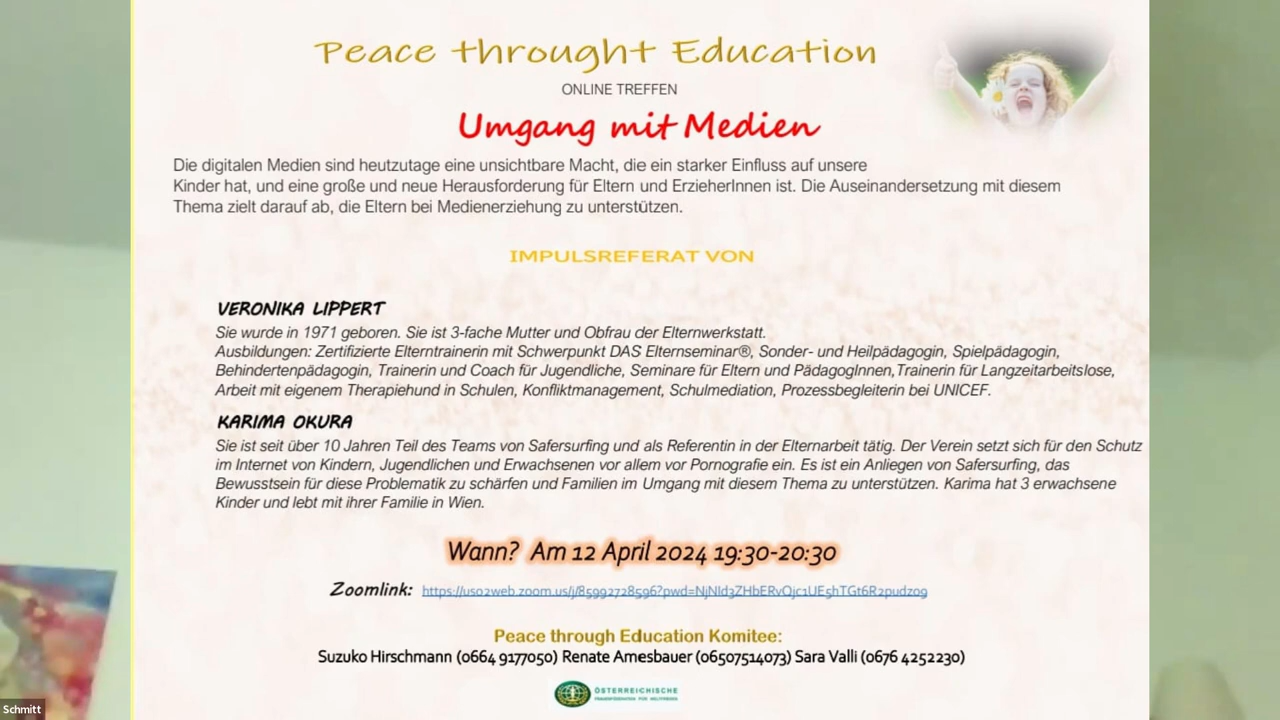 Peace throught Education
ONLINE TREFFEN
Umgang mit Medien
Die digitalen Medien sind heutzutage eine unsichtbare Macht, die ein starker Einfluss auf unsere
Kinder hat, und eine große und neue Herausforderung für Eltern und ErzieherInnen ist. Die Auseinandersetzung mit diesem
Thema zielt darauf ab, die Eltern bei Medienerziehung zu unterstützen.
IMPULSREFERAT VON
VERONIKA LIPPERT
Sie wurde in 1971 geboren. Sie ist 3-fache Mutter und Obfrau der Elternwerkstatt.
Ausbildungen: Zertifizierte Elterntrainerin mit Schwerpunkt DAS Elternseminar®, Sonder- und Heilpädagogin, Spielpädagogin,
Behindertenpädagogin, Trainerin und Coach für Jugendliche, Seminare für Eltern und PädagogInnen,Trainerin für Langzeitarbeitslose,
Arbeit mit eigenem Therapiehund in Schulen, Konfliktmanagement, Schulmediation, Prozessbegleiterin bei UNICEF.
KARIMA OKURA
Sie ist seit über 10 Jahren Teil des Teams von Safersurfing und als Referentin in der Elternarbeit tätig. Der Verein setzt sich für den Schutz
im Internet von Kindern, Jugendlichen und Erwachsenen vor allem vor Pornografie ein. Es ist ein Anliegen von Safersurfing, das
Bewusstsein für diese Problematik zu schärfen und Familien im Umgang mit diesem Thema zu unterstützen. Karima hat 3 erwachsene
Kinder und lebt mit ihrer Familie in Wien.
Wann? Am 12 April 2024 19:30-20:30
Zoomlink: https://us02web.zoom.us/j/85992728596?pwd=NjNId3ZHbERvQjc1UE5hTGt6R2pudz09
Peace through Education Komitee:
Suzuko Hirschmann (0664 9177050) Renate Amesbauer (06507514073) Sara Valli (0676 4252230)
ÖSTERREICHISCHE
Schmitt